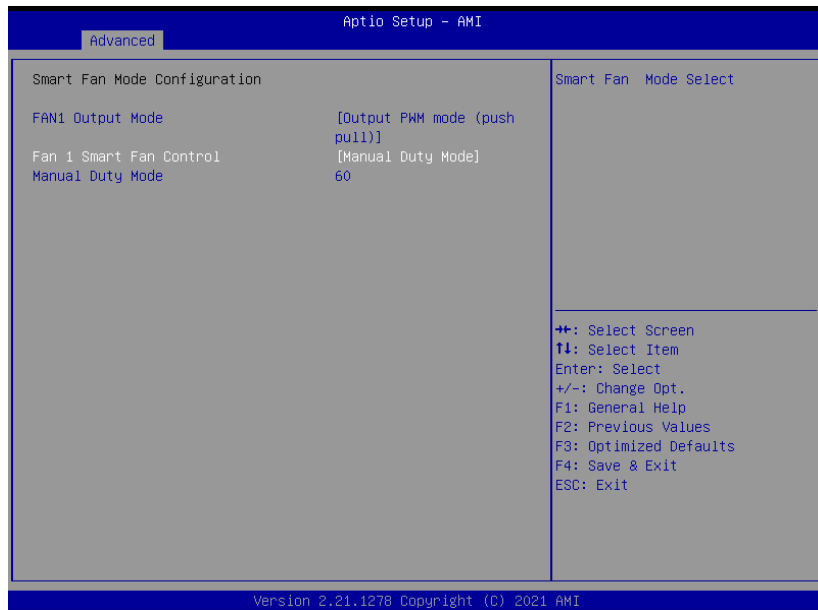 Aptio Setup - AMI
Advanced
Smart Fan Mode Configuration
FAN1 Output Mode [Output PWM mode (push
pull)]
Fan 1 Smart Fan Control [Manual Duty Mode]
Manual Duty Mode 60
Smart Fan Mode Select
→←: Select Screen
↑↓: Select Item
Enter: Select
+/-: Change Opt.
F1: General Help
F2: Previous Values
F3: Optimized Defaults
F4: Save & Exit
ESC: Exit
Version 2.21.1278 Copyright (C) 2021 AMI